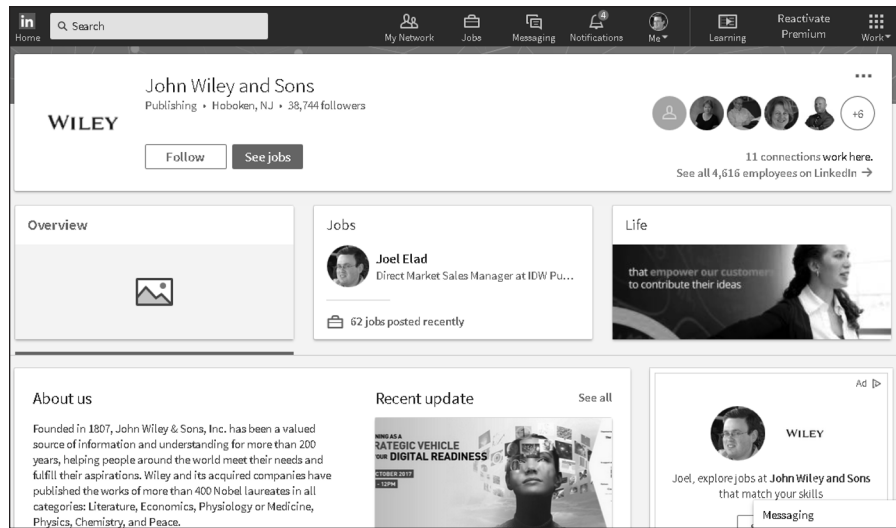 in
Search
4
Home
My Network
Jobs
Messaging
Notifications
Me
Learning
Reactivate
Premium
Work
John Wiley and Sons
Publishing • Hoboken, NJ • 38,744 followers
WILEY
+6
Follow
See jobs
11 connections work here.
See all 4,616 employees on LinkedIn →
Overview
Jobs
Joel Elad
Direct Market Sales Manager at IDW Pu...
62 jobs posted recently
Life
that empower our customers
to contribute their ideas
About us
Founded in 1807, John Wiley & Sons, Inc. has been a valued
source of information and understanding for more than 200
years, helping people around the world meet their needs and
fulfill their aspirations. Wiley and its acquired companies have
published the works of more than 400 Nobel laureates in all
categories: Literature, Economics, Physiology or Medicine,
Physics, Chemistry, and Peace.
Recent update
See all
NING AS A
RATEGIC VEHICLE
YOUR DIGITAL READINESS
OCTOBER 2017
- 12PM
Ad
WILEY
Joel, explore jobs at John Wiley and Sons
that match your skills
Messaging